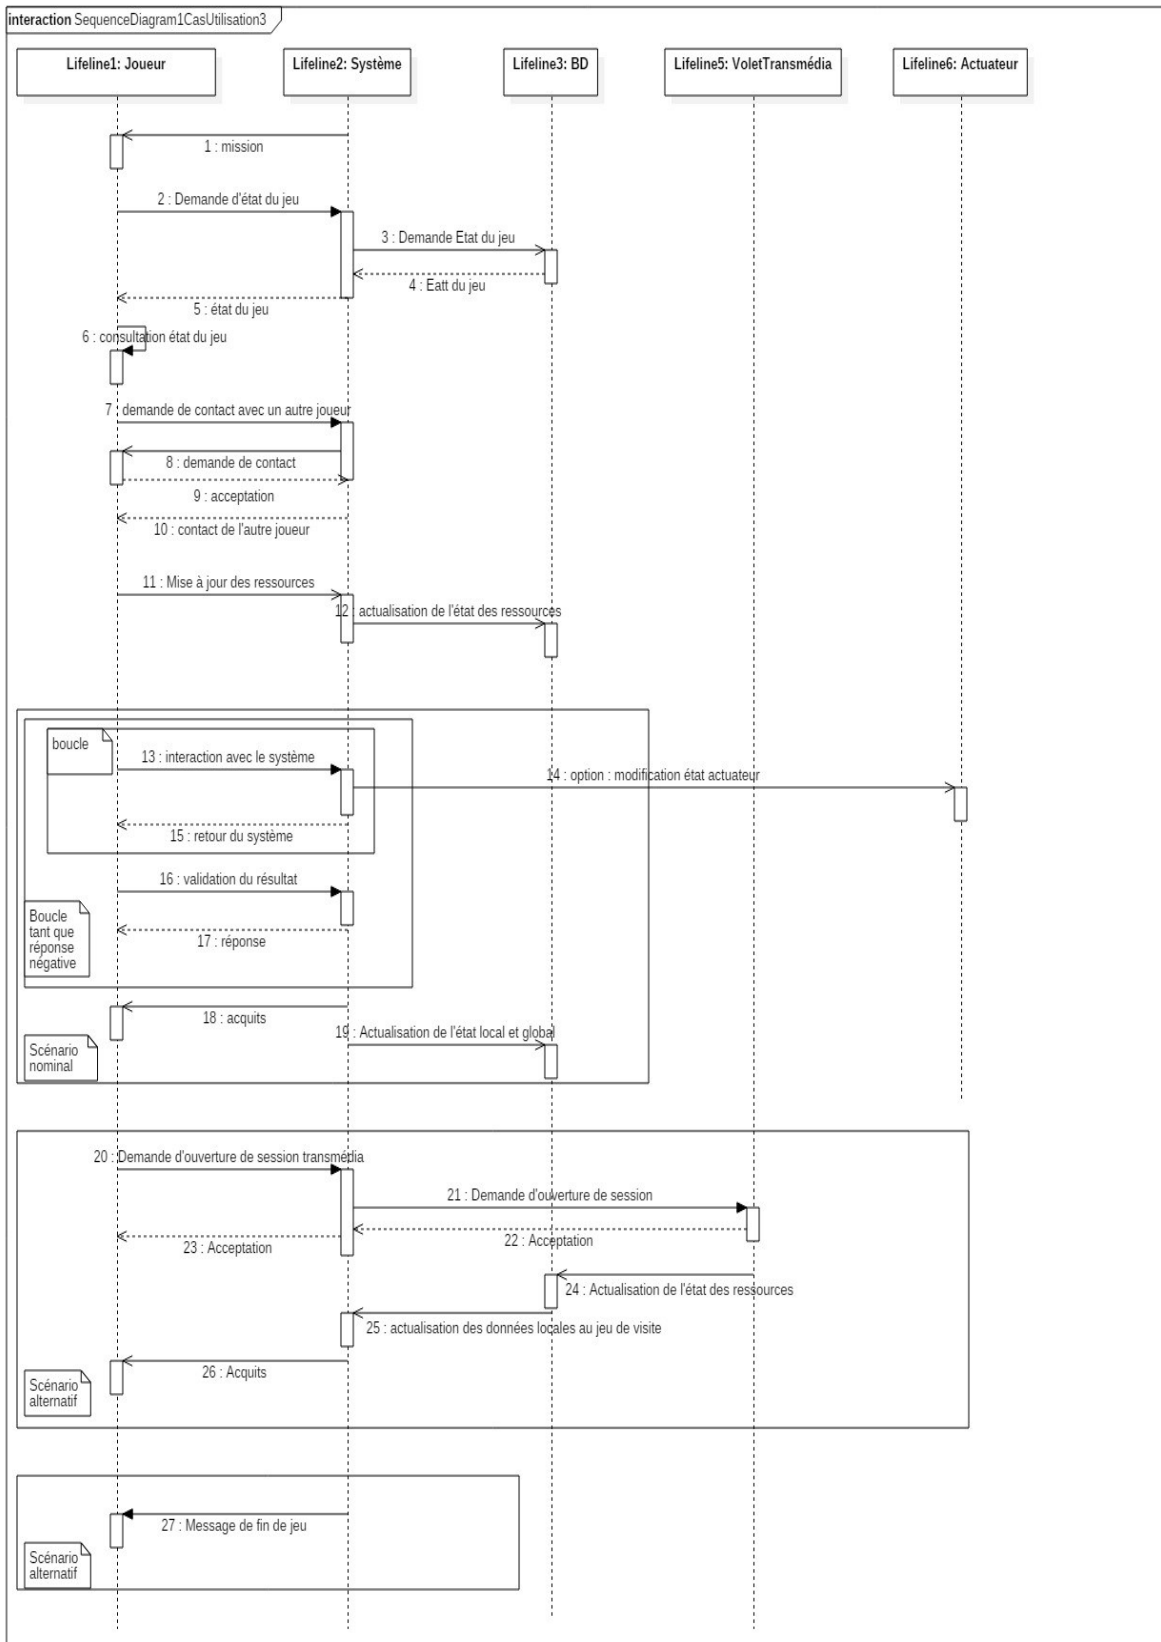 interaction SequenceDiagram1CasUtilisation3
Lifeline1: Joueur
Lifeline2: Système
Lifeline3: BD
Lifeline5: VoletTransmédia
Lifeline6: Actuateur
1 : mission
2 : Demande d'état du jeu
3 : Demande Etat du jeu
4 : Eatt du jeu
5 : état du jeu
6 : consultation état du jeu
7 : demande de contact avec un autre joueur
8 : demande de contact
9 : acceptation
10 : contact de l'autre joueur
11 : Mise à jour des ressources
12 : actualisation de l'état des ressources
boucle
13 : interaction avec le système
14 : option : modification état actuateur
15 : retour du système
16 : validation du résultat
Boucle
tant que
réponse
négative
17 : réponse
18 : acquits
19 : Actualisation de l'état local et global
Scénario
nominal
20 : Demande d'ouverture de session transmédia
21 : Demande d'ouverture de session
22 : Acceptation
23 : Acceptation
24 : Actualisation de l'état des ressources
25 : actualisation des données locales au jeu de visite
26 : Acquits
Scénario
alternatif
27 : Message de fin de jeu
Scénario
alternatif